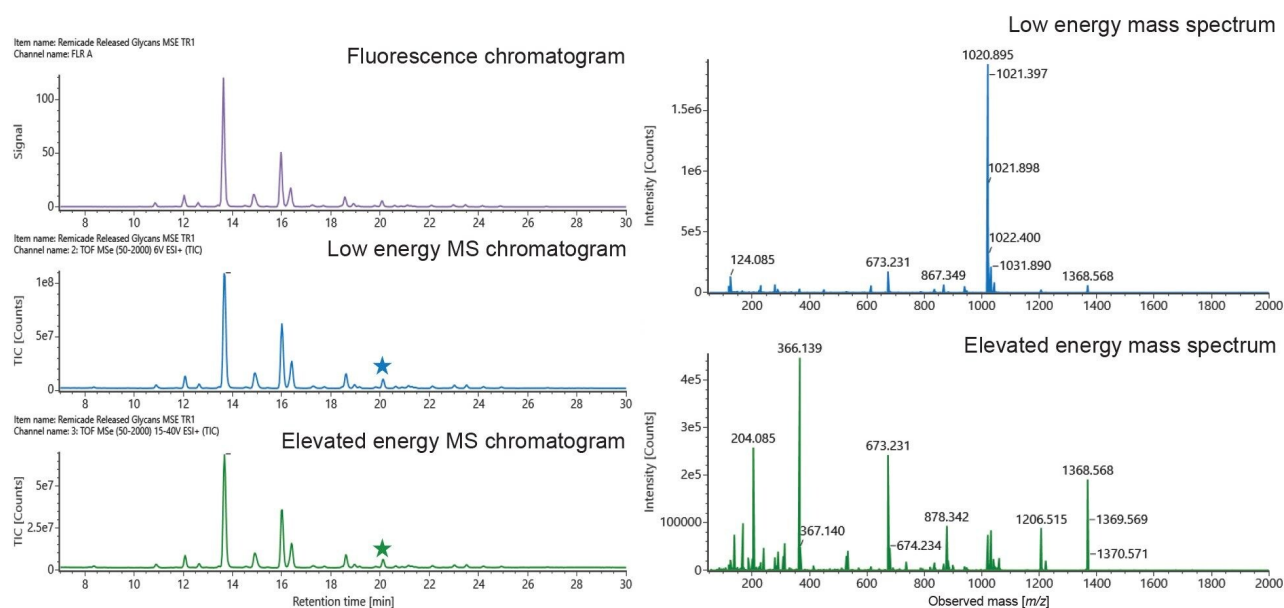 Item name: Remicade Released Glycans MSE TR1
Channel name: FLR A
Fluorescence chromatogram
Signal
100
50
0
8 10 12 14 16 18 20 22 24 26 28 30
Item name: Remicade Released Glycans MSE TR1
Channel name: 2: TOF MSe (50-2000) 6V ESI+ (TIC)
Low energy MS chromatogram
TIC [Counts]
1e8
5e7
0
8 10 12 14 16 18 20 22 24 26 28 30
Item name: Remicade Released Glycans MSE TR1
Channel name: 3: TOF MSe (50-2000) 15-40V ESI+ (TIC)
Elevated energy MS chromatogram
TIC [Counts]
5e7
2.5e7
0
8 10 12 14 16 18 20 22 24 26 28 30
Retention time [min]
Low energy mass spectrum
Intensity [Counts]
1.5e6
1e6
5e5
0
1020.895
1021.397
1021.898
1022.400
1031.890
124.085
673.231
867.349
1368.568
200 400 600 800 1000 1200 1400 1600 1800 2000
Elevated energy mass spectrum
Intensity [Counts]
4e5
3e5
2e5
100000
0
366.139
204.085
673.231
1368.568
367.140
674.234
878.342
1206.515
1369.569
1370.571
200 400 600 800 1000 1200 1400 1600 1800 2000
Observed mass [m/z]